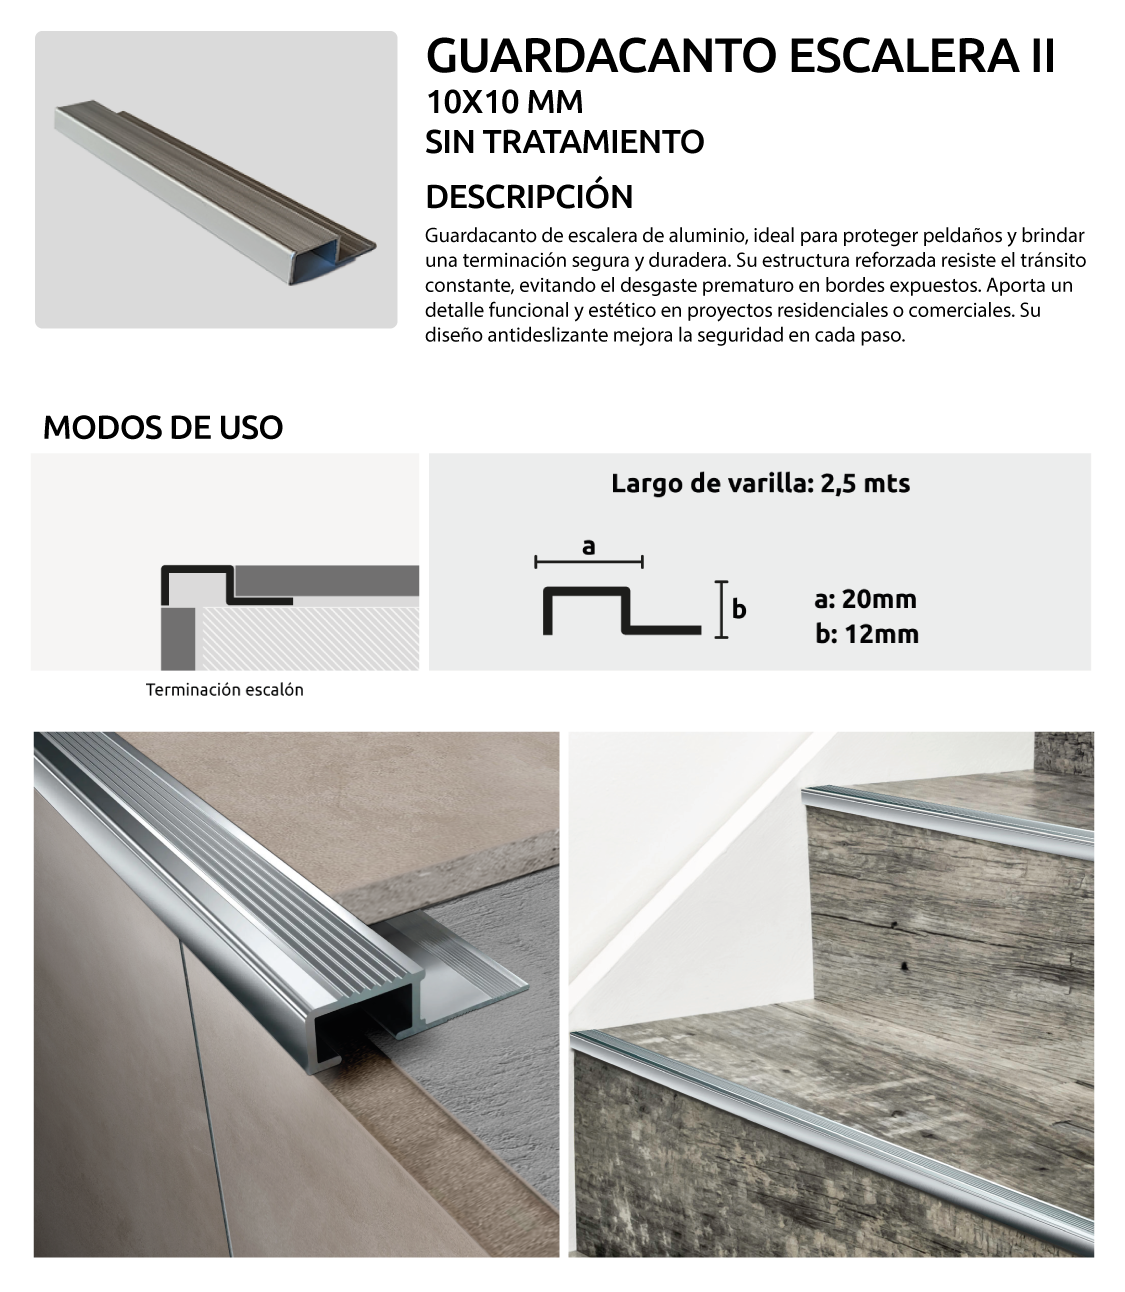 GUARDACANTO ESCALERA II
10X10 MM
SIN TRATAMIENTO
DESCRIPCIÓN
Guardacanto de escalera de aluminio, ideal para proteger peldaños y brindar
una terminación segura y duradera. Su estructura reforzada resiste el tránsito
constante, evitando el desgaste prematuro en bordes expuestos. Aporta un
detalle funcional y estético en proyectos residenciales o comerciales. Su
diseño antideslizante mejora la seguridad en cada paso.
MODOS DE USO
Largo de varilla: 2,5 mts
a
b
a: 20mm
b: 12mm
Terminación escalón